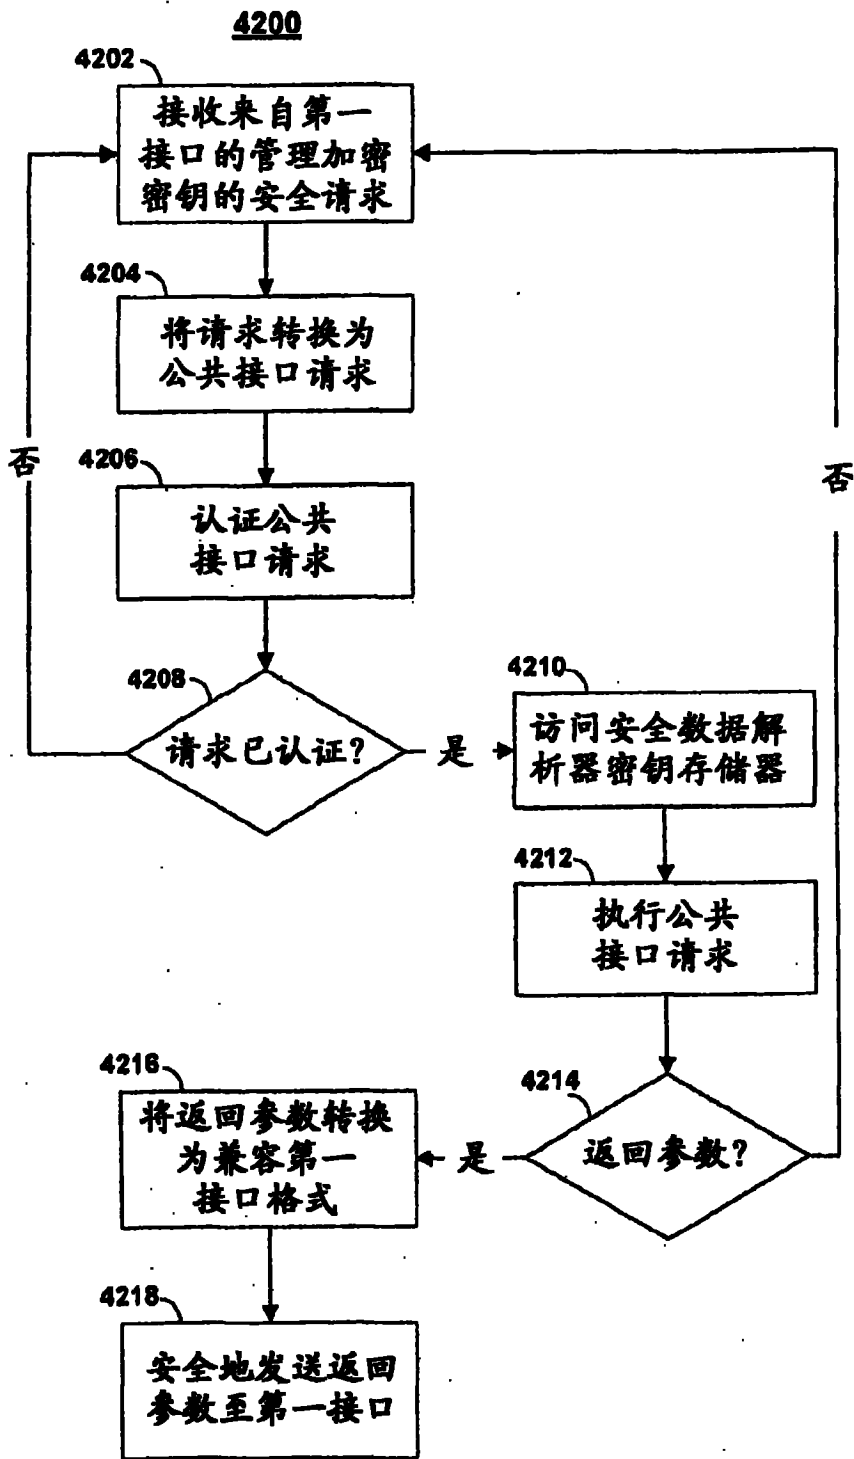 4200
4202
接收来自第一
接口的管理加密
密钥的安全请求
4204
将请求转换为
公共接口请求
否
否
4206
认证公共
接口请求
4208
请求已认证?
是
4210
访问安全数据解
析器密钥存储器
4212
执行公共
接口请求
4214
返回参数?
是
4216
将返回参数转换
为兼容第一
接口格式
4218
安全地发送返回
参数至第一接口